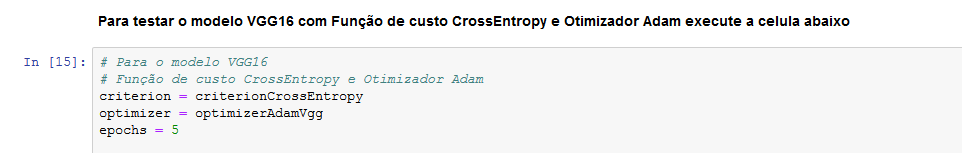 Para testar o modelo VGG16 com Função de custo CrossEntropy e Otimizador Adam execute a celula abaixo
In [15]: # Para o modelo VGG16
# Função de custo CrossEntropy e Otimizador Adam
criterion = criterionCrossEntropy
optimizer = optimizerAdamVgg
epochs = 5